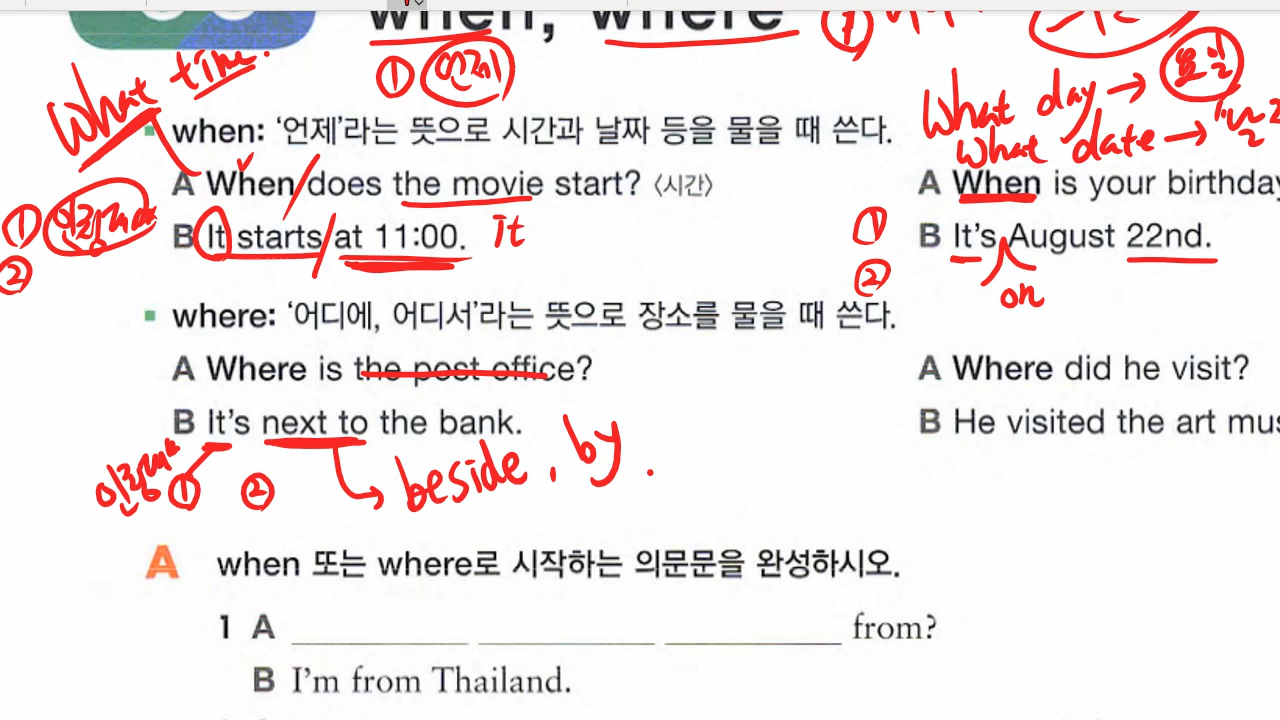 when, where
① 언제
What time.
What day → 요일
What date →
when: ‘언제’라는 뜻으로 시간과 날짜 등을 물을 때 쓴다.
A When does the movie start? 〈시간〉
B It starts at 11:00. It
①
②
A When is your birthday
B It’s August 22nd.
①
②
on
where: ‘어디에, 어디서’라는 뜻으로 장소를 물을 때 쓴다.
A Where is the post office?
B It’s next to the bank.
① ② → beside, by.
A Where did he visit?
B He visited the art mus
A when 또는 where로 시작하는 의문문을 완성하시오.
1 A ________ ________ ________ from?
B I’m from Thailand.